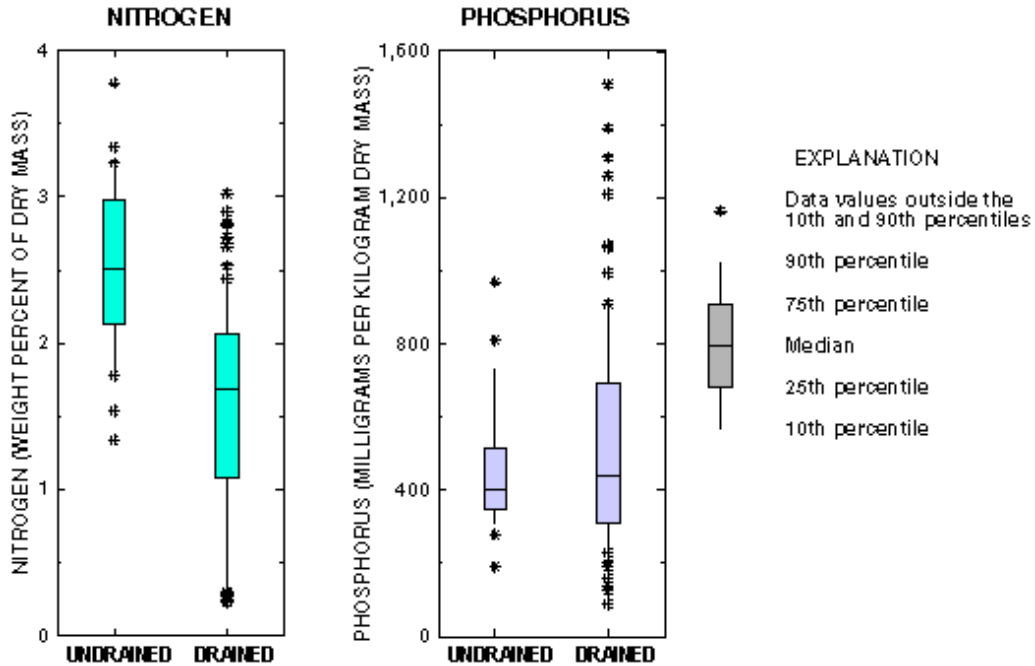 NITROGEN
NITROGEN (WEIGHT PERCENT OF DRY MASS)
4
3
2
1
0
UNDRAINED DRAINED
PHOSPHORUS
PHOSPHORUS (MILLIGRAMS PER KILOGRAM DRY MASS)
1,600
1,200
800
400
0
UNDRAINED DRAINED
EXPLANATION
Data values outside the
10th and 90th percentiles
90th percentile
75th percentile
Median
25th percentile
10th percentile